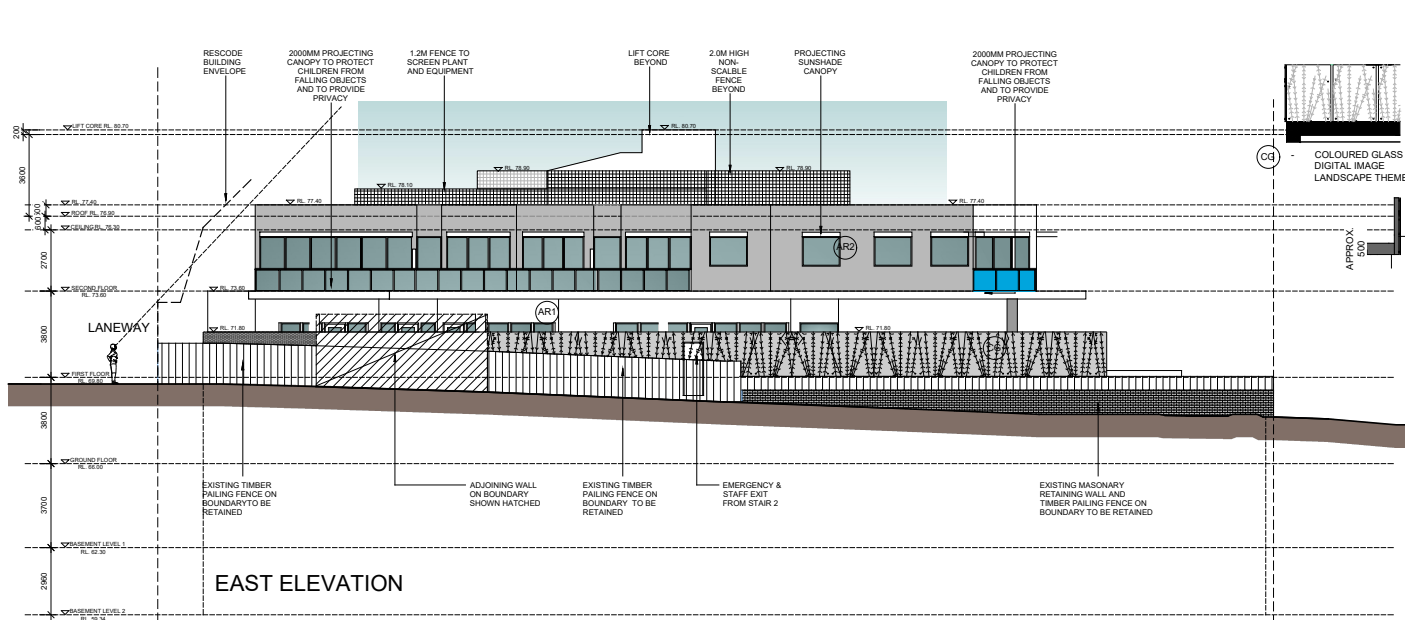 RESCODE
BUILDING
ENVELOPE
2000MM PROJECTING
CANOPY TO PROTECT
CHILDREN FROM
FALLING OBJECTS
AND TO PROVIDE
PRIVACY
1.2M FENCE TO
SCREEN PLANT
AND EQUIPMENT
LIFT CORE
BEYOND
2.0M HIGH
NON-
SCALBLE
FENCE
BEYOND
PROJECTING
SUNSHADE
CANOPY
2000MM PROJECTING
CANOPY TO PROTECT
CHILDREN FROM
FALLING OBJECTS
AND TO PROVIDE
PRIVACY
LIFT CORE RL. 80.70
RL. 80.70
200
3600
CG - COLOURED GLASS
DIGITAL IMAGE
LANDSCAPE THEME
RL. 78.90
RL. 78.90
RL. 78.10
RL. 77.40
RL. 77.40
RL. 77.40
ROOF RL. 76.90
600
CEILING RL. 76.30
AR2
2700
APPROX.
500
SECOND FLOOR
RL. 73.60
RL. 73.60
AR1
LANEWAY
RL. 71.80
RL. 71.80
3800
FIRST FLOOR
RL. 69.80
3800
GROUND FLOOR
RL. 66.00
EXISTING TIMBER
PAILING FENCE ON
BOUNDARYTO BE
RETAINED
ADJOINING WALL
ON BOUNDARY
SHOWN HATCHED
EXISTING TIMBER
PAILING FENCE ON
BOUNDARY TO BE
RETAINED
EMERGENCY &
STAFF EXIT
FROM STAIR 2
EXISTING MASONARY
RETAINING WALL AND
TIMBER PAILING FENCE ON
BOUNDARY TO BE RETAINED
3700
BASEMENT LEVEL 1
RL. 62.30
2960
EAST ELEVATION
BASEMENT LEVEL 2
RL. 59.34